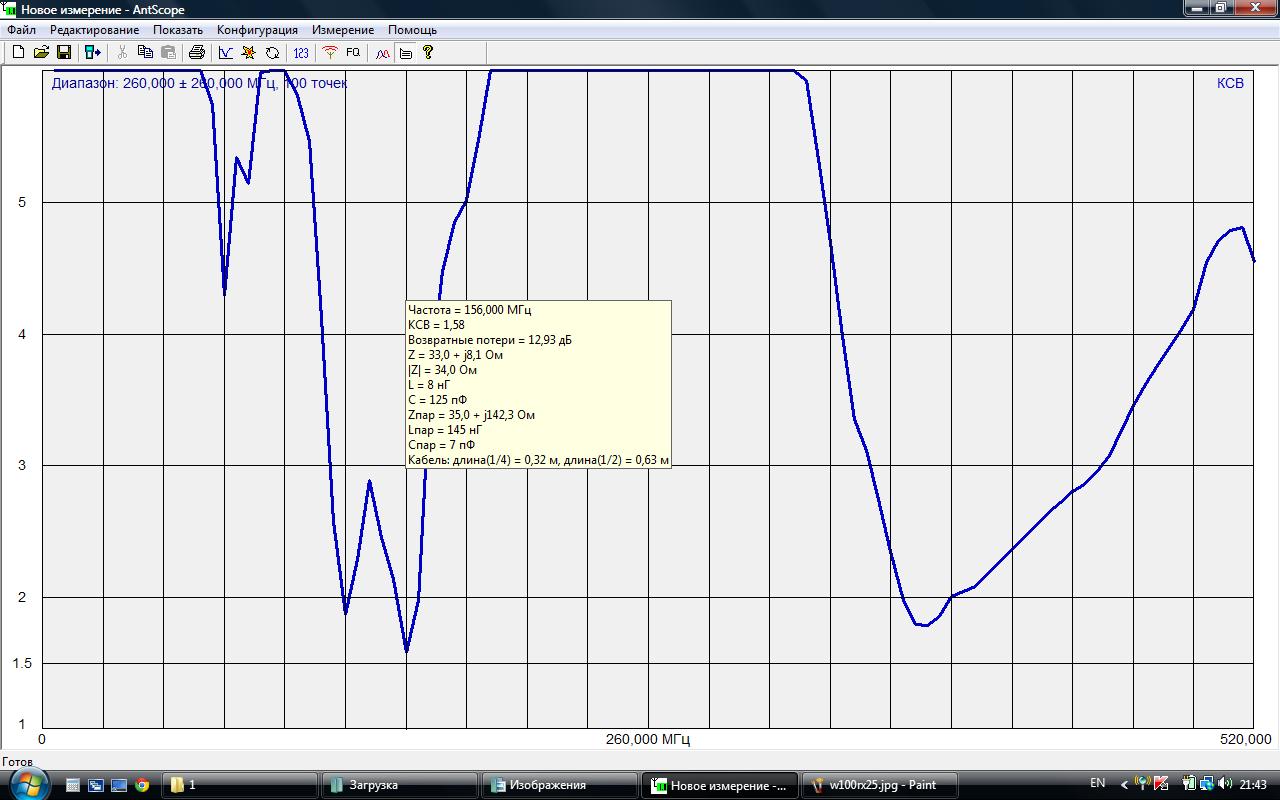 Новое измерение - AntScope
Файл Редактирование Показать Конфигурация Измерение Помощь
123 FQ ?
Диапазон: 260,000 ± 260,000 МГц, 100 точек
КСВ
5
4
3
2
1.5
1
Частота = 156,000 МГц
КСВ = 1,58
Возвратные потери = 12,93 дБ
Z = 33,0 + j8,1 Ом
|Z| = 34,0 Ом
L = 8 нГ
C = 125 пФ
Zпар = 35,0 + j142,3 Ом
Lпар = 145 нГ
Cпар = 7 пФ
Кабель: длина(1/4) = 0,32 м, длина(1/2) = 0,63 м
0 260,000 МГц 520,000
Готов
1 Загрузка Изображения Новое измерение -... w100rx25.jpg - Paint EN 21:43